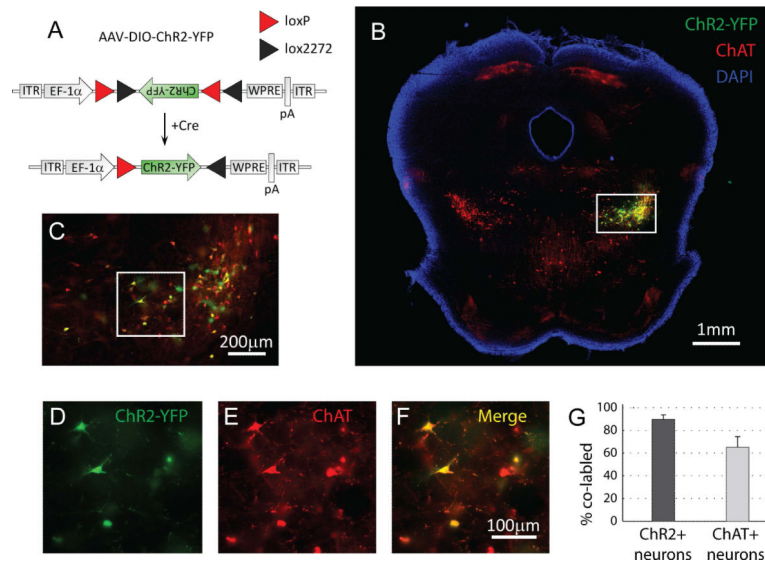 A
AAV-DIO-ChR2-YFP
loxP
lox2272
ITR EF-1α ChR2-YFP WPRE ITR
pA
+Cre
ITR EF-1α ChR2-YFP WPRE ITR
pA
B
ChR2-YFP
ChAT
DAPI
1mm
C
200μm
D ChR2-YFP
E ChAT
F Merge
100μm
G
% co-labled
100
80
60
40
20
0
ChR2+ neurons
ChAT+ neurons